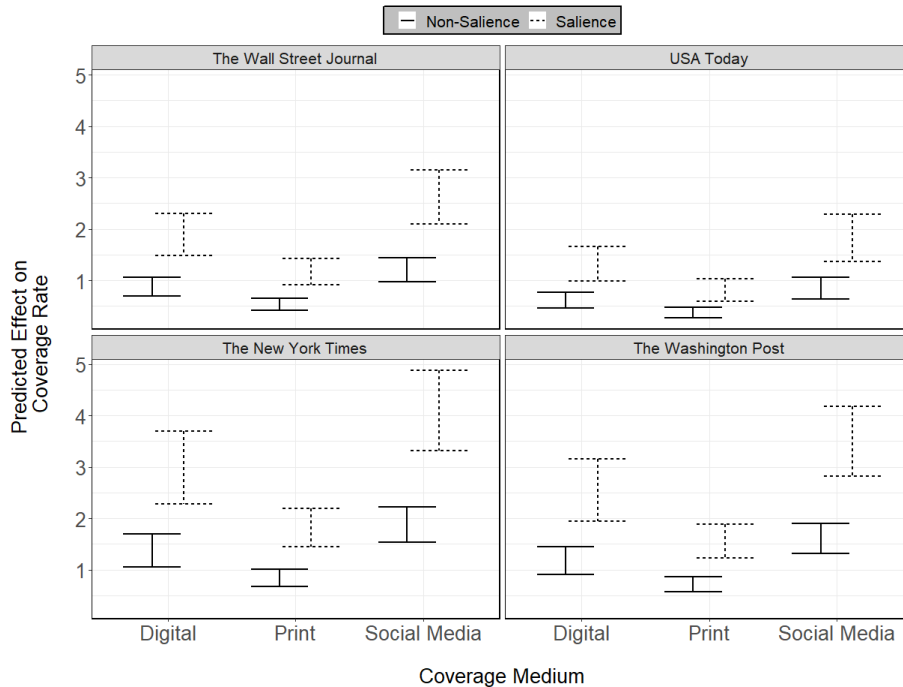 Non-Salience Salience
The Wall Street Journal
USA Today
5
4
3
2
1
The New York Times
The Washington Post
5
4
3
2
1
Predicted Effect on
Coverage Rate
Digital Print Social Media
Digital Print Social Media
Coverage Medium